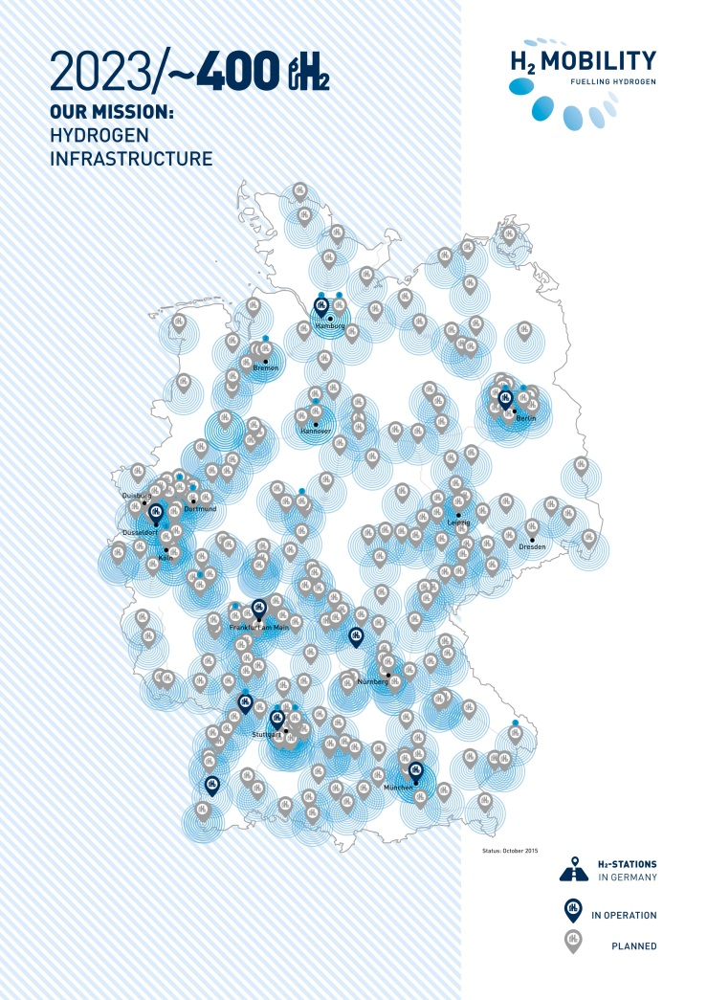 2023/~400 H₂
OUR MISSION:
HYDROGEN
INFRASTRUCTURE
H₂ MOBILITY
FUELLING HYDROGEN
Hamburg
Bremen
Berlin
Hannover
Duisburg
Dortmund
Düsseldorf
Leipzig
Dresden
Köln
Frankfurt am Main
Nürnberg
Stuttgart
München
Status: October 2015
H₂-STATIONS
IN GERMANY
IN OPERATION
PLANNED